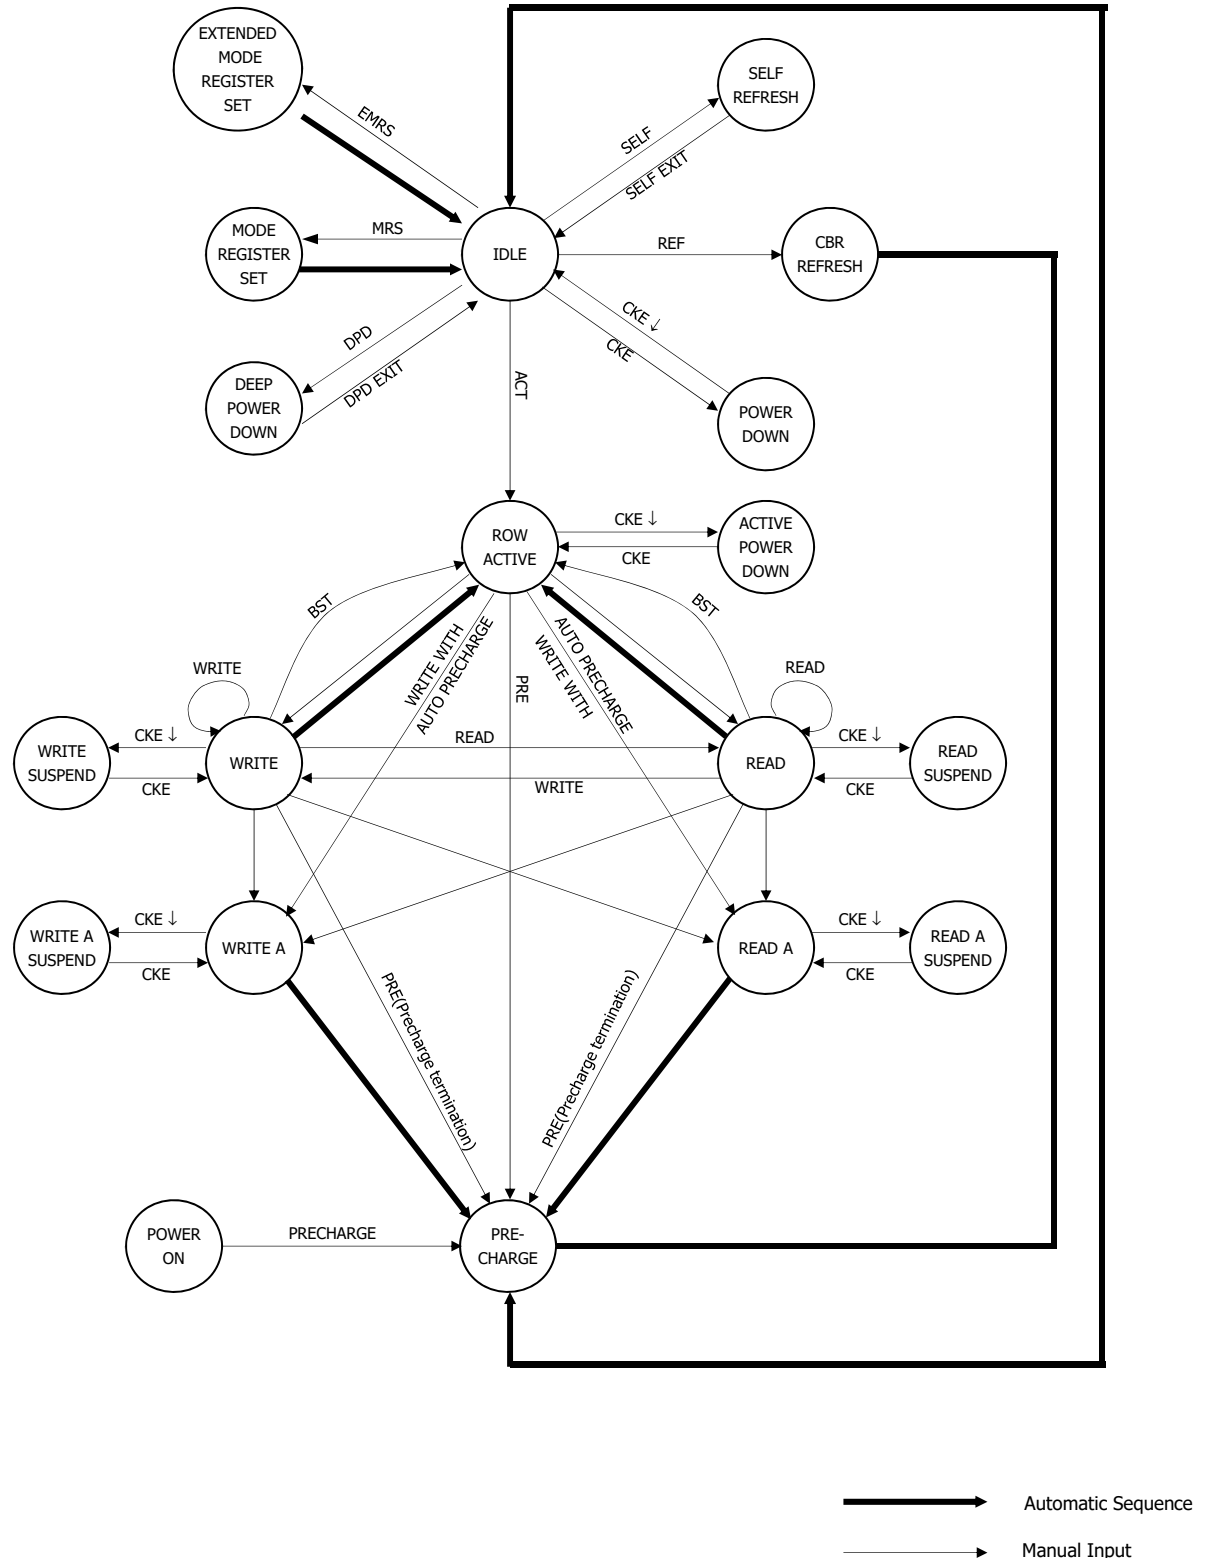 EXTENDED
MODE
REGISTER
SET
SELF
REFRESH
EMRS
SELF
SELF EXIT
MODE
REGISTER
SET
MRS
IDLE
REF
CBR
REFRESH
DPD
DPD EXIT
CKE ↓
CKE
ACT
DEEP
POWER
DOWN
POWER
DOWN
ROW
ACTIVE
CKE ↓
CKE
ACTIVE
POWER
DOWN
BST
BST
WRITE WITH
AUTO PRECHARGE
PRE
AUTO PRECHARGE
WRITE WITH
WRITE
READ
WRITE
SUSPEND
CKE ↓
CKE
WRITE
READ
WRITE
READ
CKE ↓
CKE
READ
SUSPEND
WRITE A
SUSPEND
CKE ↓
CKE
WRITE A
READ A
CKE ↓
CKE
READ A
SUSPEND
PRE(Precharge termination)
PRE(Precharge termination)
POWER
ON
PRECHARGE
PRE-
CHARGE
Automatic Sequence
Manual Input